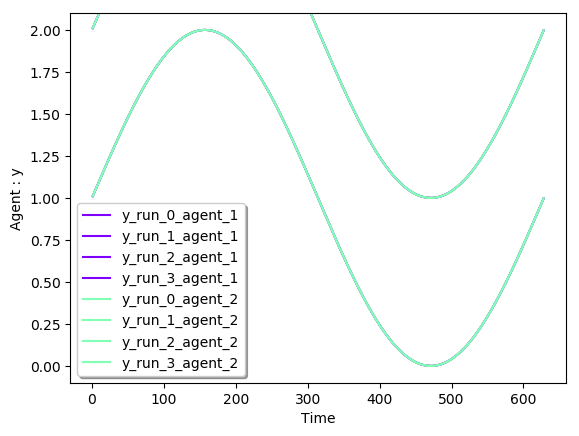 2.00
1.75
1.50
1.25
1.00
0.75
0.50
0.25
0.00
Agent : y
y_run_0_agent_1
y_run_1_agent_1
y_run_2_agent_1
y_run_3_agent_1
y_run_0_agent_2
y_run_1_agent_2
y_run_2_agent_2
y_run_3_agent_2
0 100 200 300 400 500 600
Time